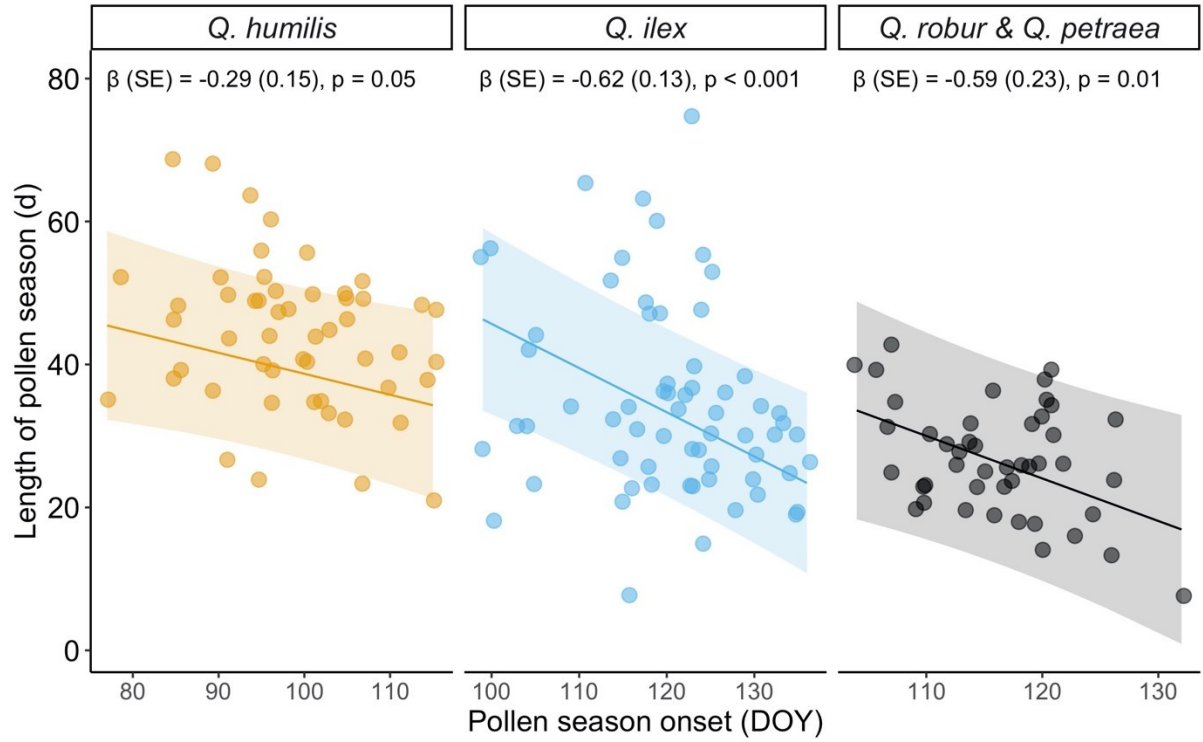 Q. humilis
Q. ilex
Q. robur & Q. petraea
β (SE) = -0.29 (0.15), p = 0.05
β (SE) = -0.62 (0.13), p < 0.001
β (SE) = -0.59 (0.23), p = 0.01
Length of pollen season (d)
80
60
40
20
0
80 90 100 110
100 110 120 130
110 120 130
Pollen season onset (DOY)